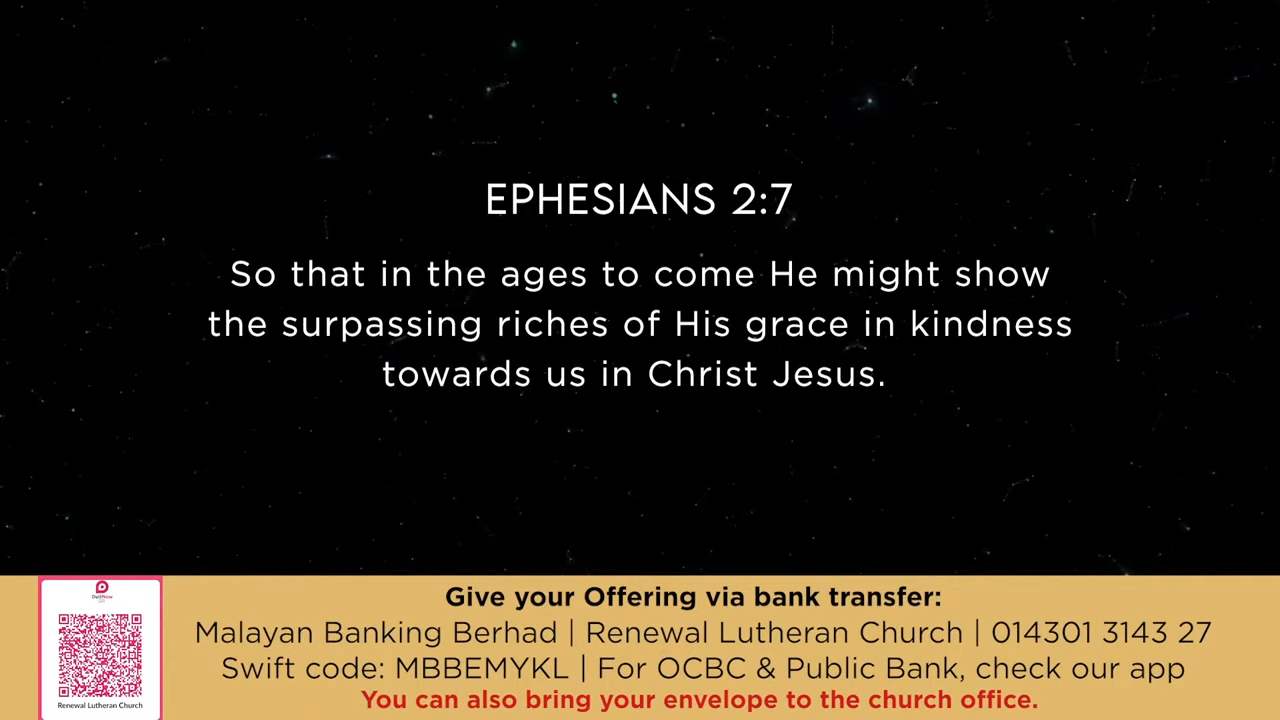 EPHESIANS 2:7
So that in the ages to come He might show
the surpassing riches of His grace in kindness
towards us in Christ Jesus.
Give your Offering via bank transfer:
Malayan Banking Berhad | Renewal Lutheran Church | 014301 3143 27
Swift code: MBBEMYKL | For OCBC & Public Bank, check our app
You can also bring your envelope to the church office.
DuitNow
QR
Renewal Lutheran Church